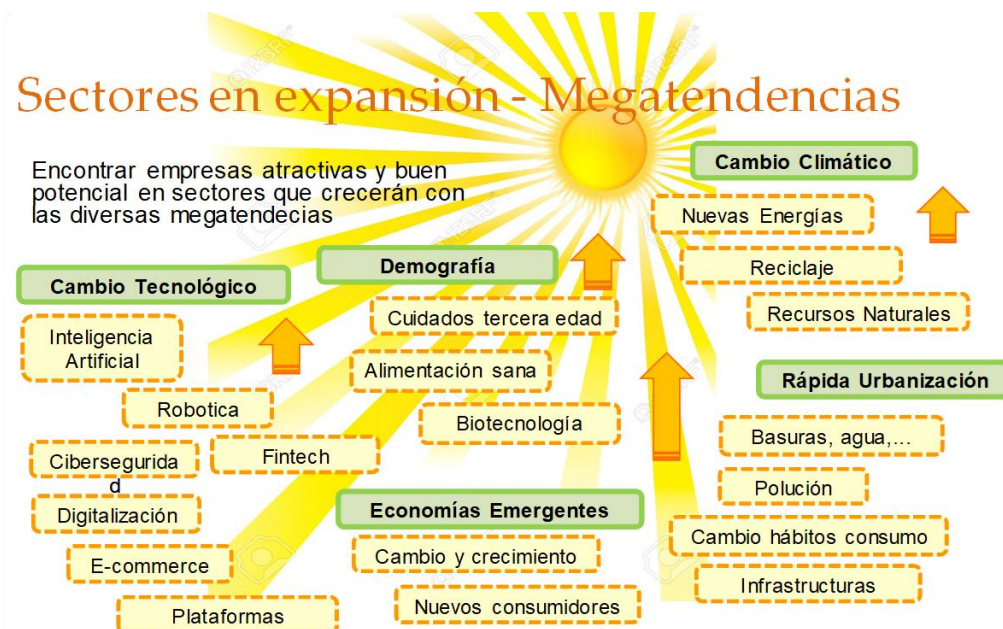 Sectores en expansión - Megatendencias
Encontrar empresas atractivas y buen
potencial en sectores que crecerán con
las diversas megatendecias
Cambio Tecnológico
Inteligencia
Artificial
Robotica
Cibersegurida
d
Fintech
Digitalización
E-commerce
Plataformas
Demografía
Cuidados tercera edad
Alimentación sana
Biotecnología
Economías Emergentes
Cambio y crecimiento
Nuevos consumidores
Cambio Climático
Nuevas Energías
Reciclaje
Recursos Naturales
Rápida Urbanización
Basuras, agua,...
Polución
Cambio hábitos consumo
Infrastructuras